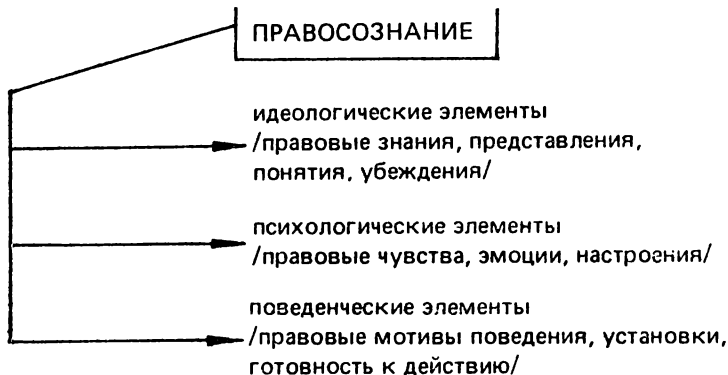 ПРАВОСОЗНАНИЕ
идеологические элементы
/правовые знания, представления,
понятия, убеждения/
психологические элементы
/правовые чувства, эмоции, настроения/
поведенческие элементы
/правовые мотивы поведения, установки,
готовность к действию/